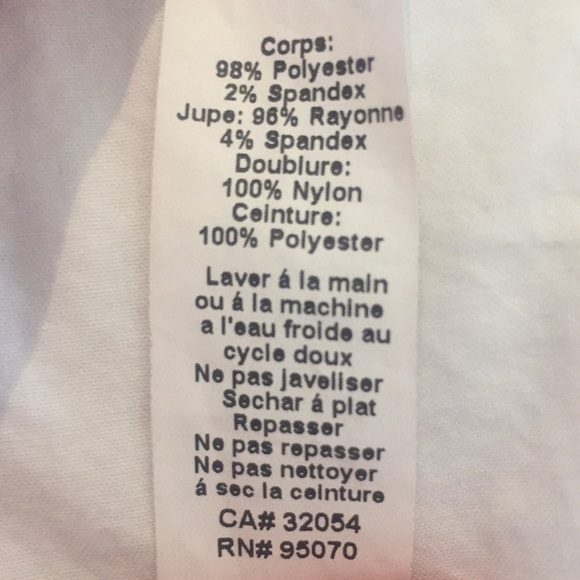 Corps:
98% Polyester
2% Spandex
Jupe: 96% Rayonne
4% Spandex
Doublure:
100% Nylon
Ceinture:
100% Polyester
Laver á la main
ou á la machine
a l'eau froide au
cycle doux
Ne pas javeliser
Sechar á plat
Repasser
Ne pas repasser
Ne pas nettoyer
á sec la ceinture
CA# 32054
RN# 95070